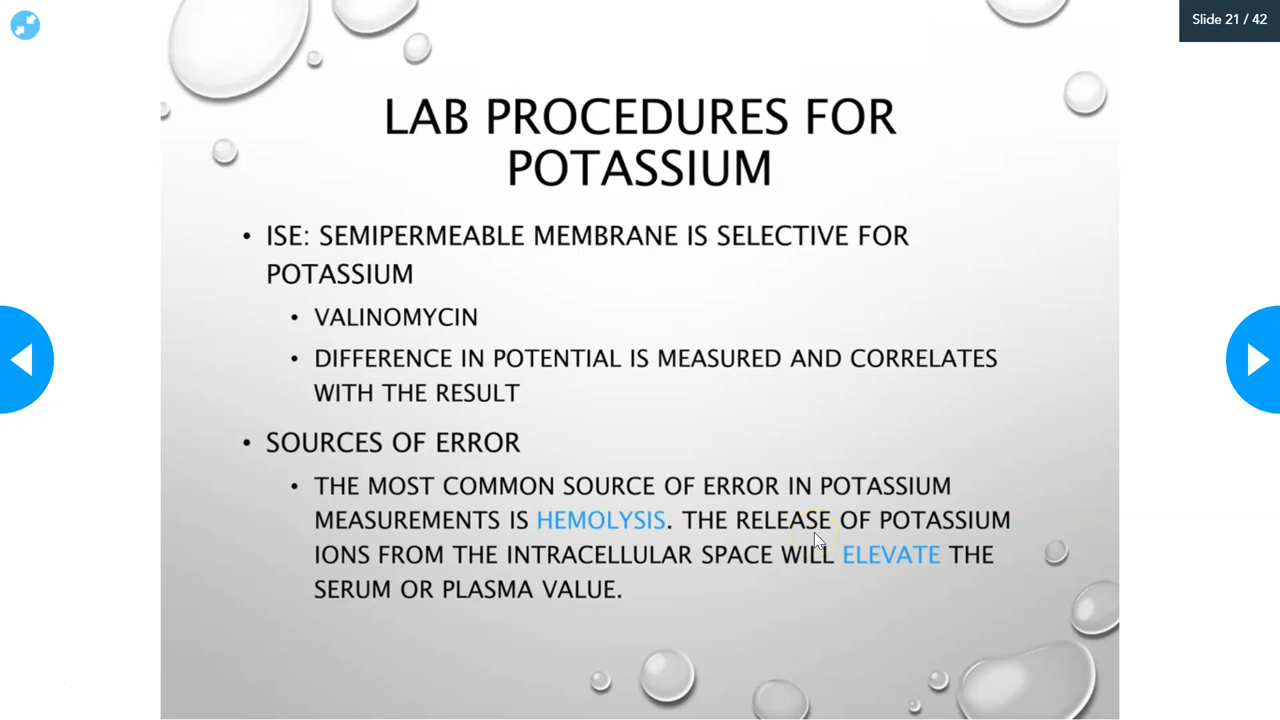 Slide 21 / 42
LAB PROCEDURES FOR
POTASSIUM
• ISE: SEMIPERMEABLE MEMBRANE IS SELECTIVE FOR
POTASSIUM
• VALINOMYCIN
• DIFFERENCE IN POTENTIAL IS MEASURED AND CORRELATES
WITH THE RESULT
• SOURCES OF ERROR
• THE MOST COMMON SOURCE OF ERROR IN POTASSIUM
MEASUREMENTS IS HEMOLYSIS. THE RELEASE OF POTASSIUM
IONS FROM THE INTRACELLULAR SPACE WILL ELEVATE THE
SERUM OR PLASMA VALUE.